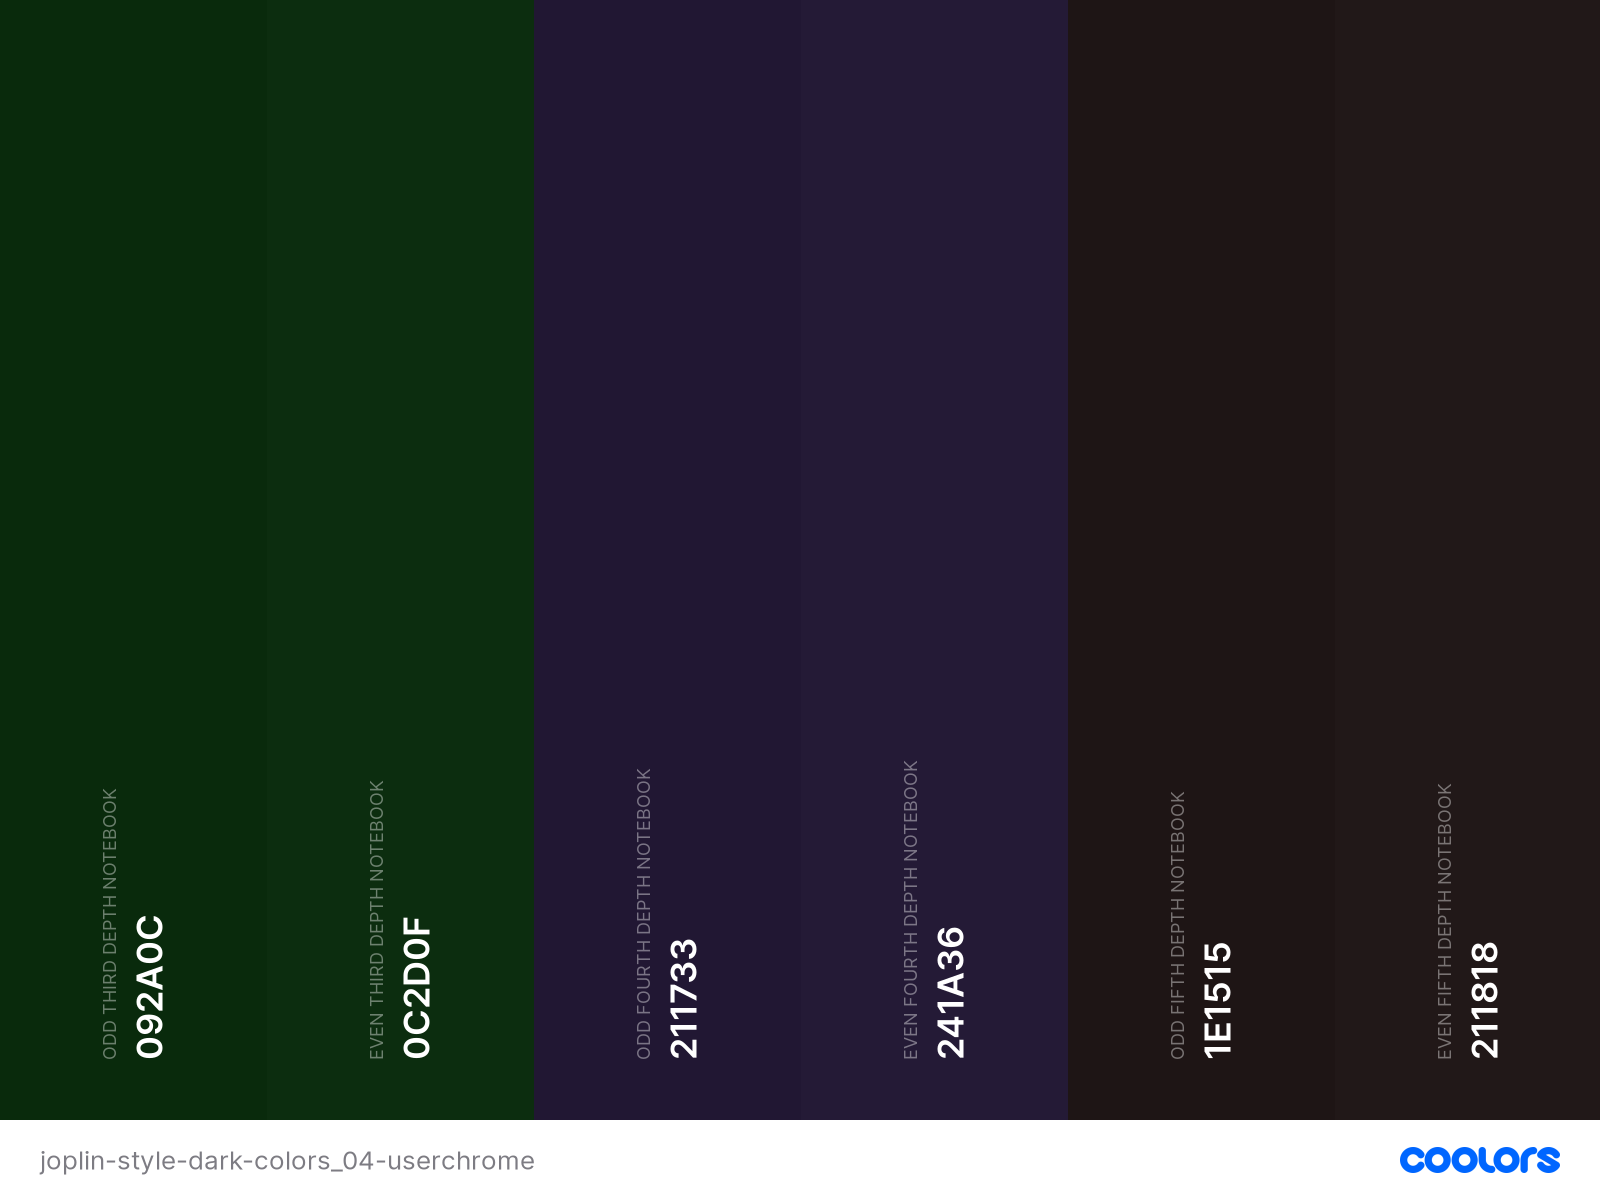 ODD THIRD DEPTH NOTEBOOK
092A0C
EVEN THIRD DEPTH NOTEBOOK
0C2D0F
ODD FOURTH DEPTH NOTEBOOK
211733
EVEN FOURTH DEPTH NOTEBOOK
241A36
ODD FIFTH DEPTH NOTEBOOK
1E1515
EVEN FIFTH DEPTH NOTEBOOK
211818
joplin-style-dark-colors_04-userchrome
coolors